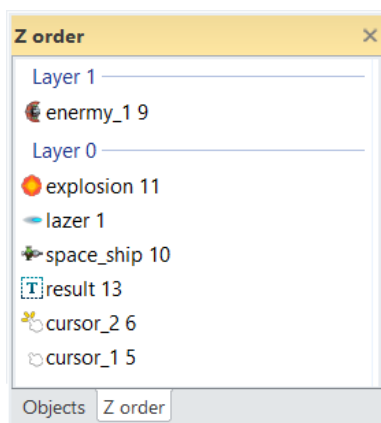 Z order
Layer 1
enermy_1 9
Layer 0
explosion 11
lazer 1
space_ship 10
T result 13
cursor_2 6
cursor_1 5
Objects Z order